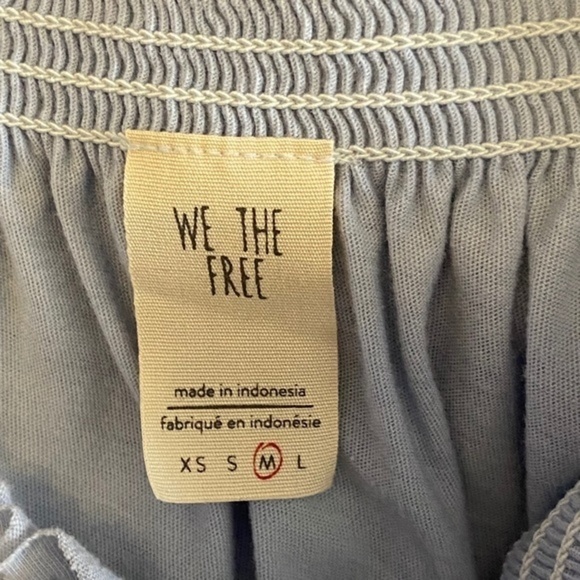 WE THE
FREE
made in indonesia
fabriqué en indonésie
XS S M L